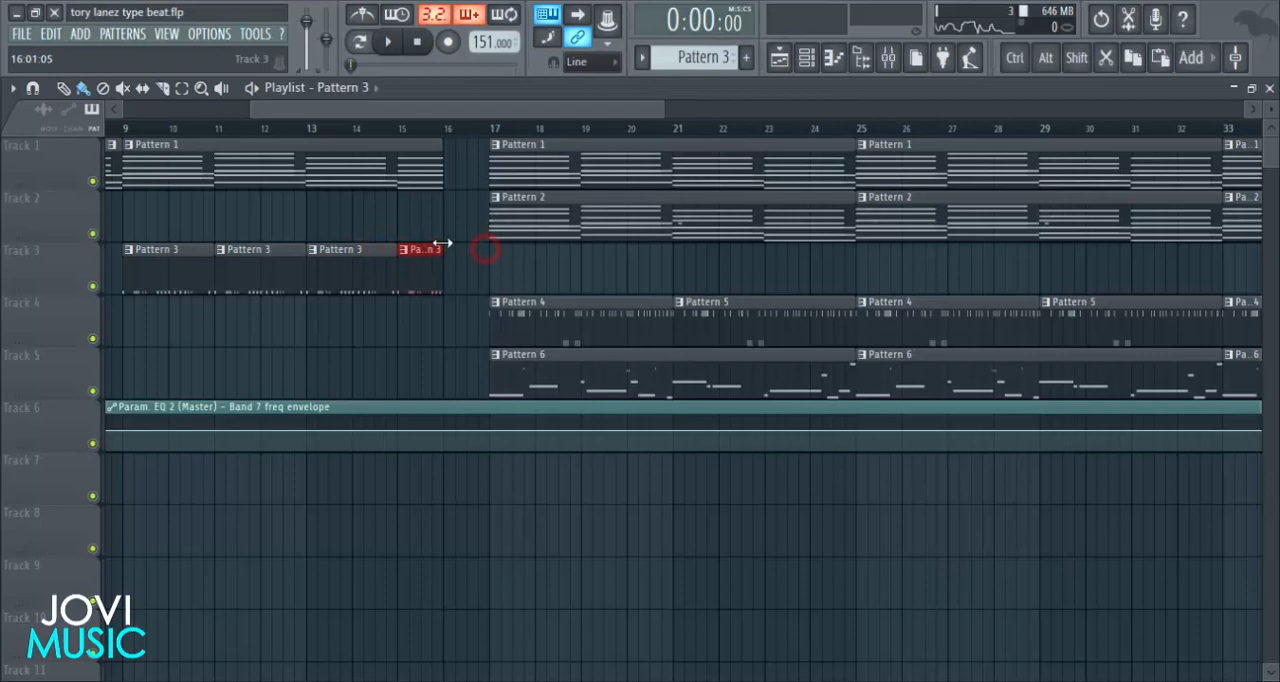 tory lanez type beat.flp
FILE EDIT ADD PATTERNS VIEW OPTIONS TOOLS ?
16:01:05 Track 3
3.2.
151.000
Line
0:00:00
M:S:CS
Pattern 3
3 646 MB
0
Ctrl Alt Shift Add
Playlist - Pattern 3
NOTE CHAN PAT
9 10 11 12 13 14 15 16 17 18 19 20 21 22 23 24 25 26 27 28 29 30 31 32 33
Track 1 Pattern 1 Pattern 1 Pattern 1 Pa..1
Track 2 Pattern 2 Pattern 2 Pa..2
Track 3 Pattern 3 Pattern 3 Pattern 3 Pa..n 3
Track 4 Pattern 4 Pattern 5 Pattern 4 Pattern 5 Pa..4
Track 5 Pattern 6 Pattern 6 Pa..6
Track 6 Param. EQ 2 (Master) - Band 7 freq envelope
Track 7
Track 8
Track 9
Track 10
Track 11
JOVI
MUSIC